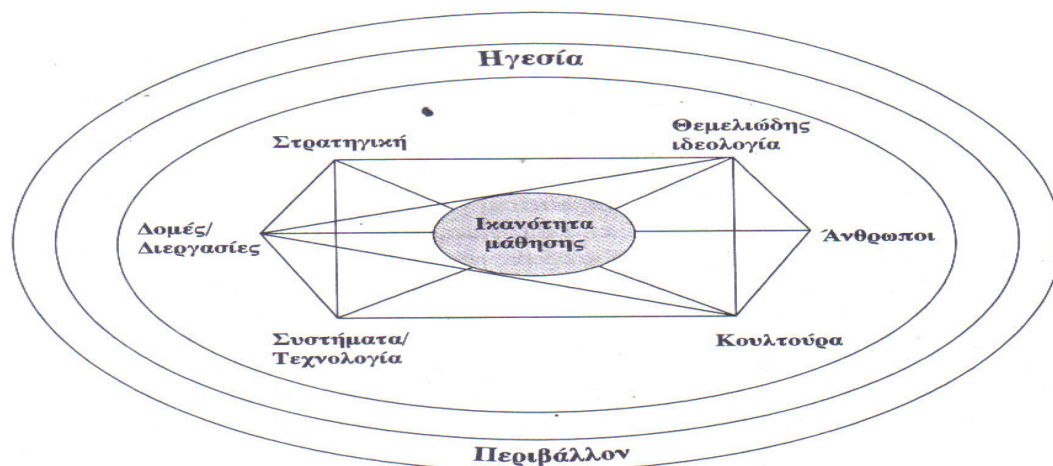 Ηγεσία
Θεμελιώδης
ιδεολογία
Στρατηγική
Ικανότητα
μάθησης
Δομές/
Διεργασίες
Άνθρωποι
Συστήματα/
Τεχνολογία
Κουλτούρα
Περιβάλλον